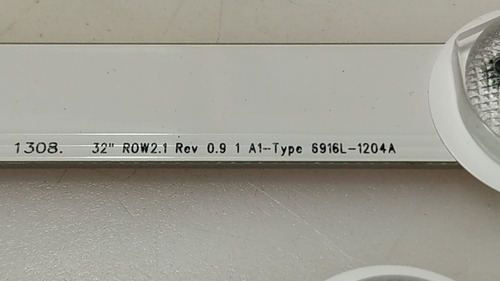 1308. 32" ROW2.1 Rev 0.9 1 A1-Type 6916L-1204A